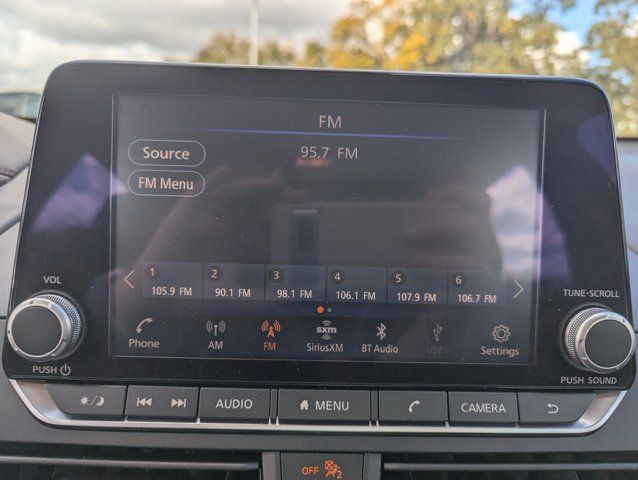 FM
Source
95.7 FM
FM Menu
1 2 3 4 5 6
105.9 FM 90.1 FM 98.1 FM 106.1 FM 107.9 FM 106.7 FM
VOL
TUNE·SCROLL
Phone AM FM sxm SiriusXM BT Audio USB1 Settings
PUSH
PUSH SOUND
AUDIO MENU CAMERA
OFF 2